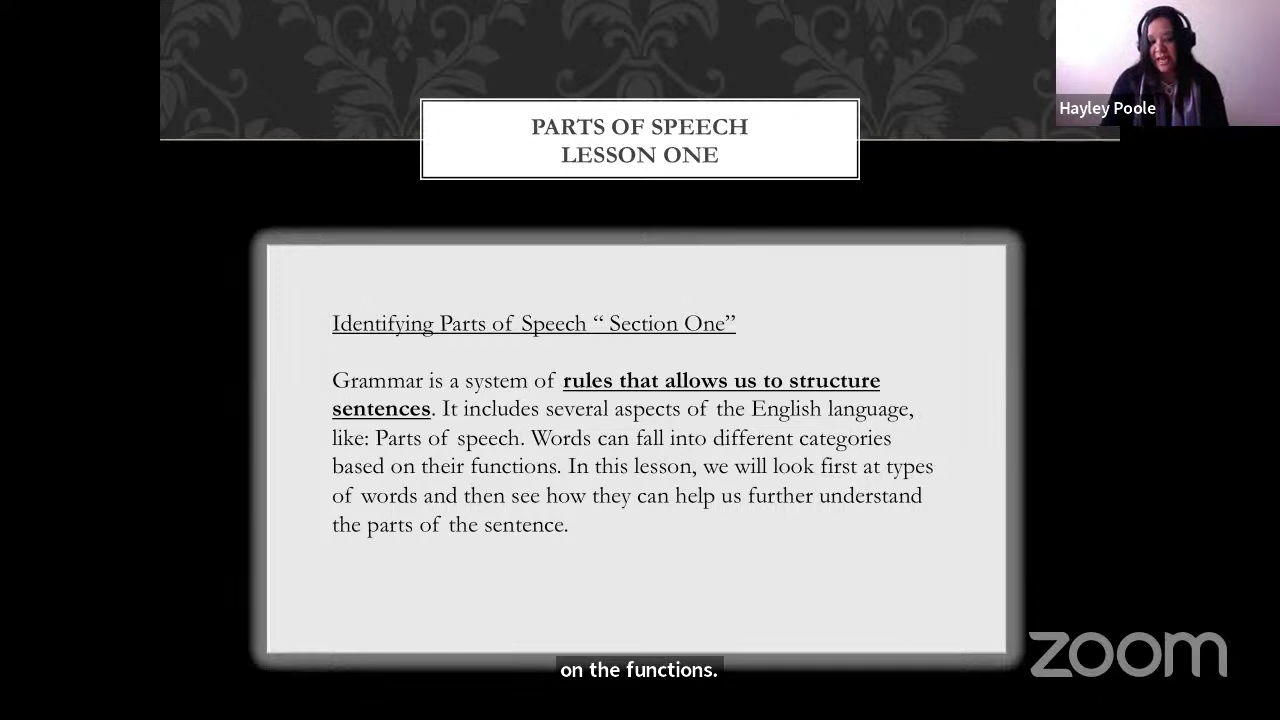 PARTS OF SPEECH
LESSON ONE
Hayley Poole
Identifying Parts of Speech “ Section One”
Grammar is a system of rules that allows us to structure
sentences. It includes several aspects of the English language,
like: Parts of speech. Words can fall into different categories
based on their functions. In this lesson, we will look first at types
of words and then see how they can help us further understand
the parts of the sentence.
on the functions.
zoom